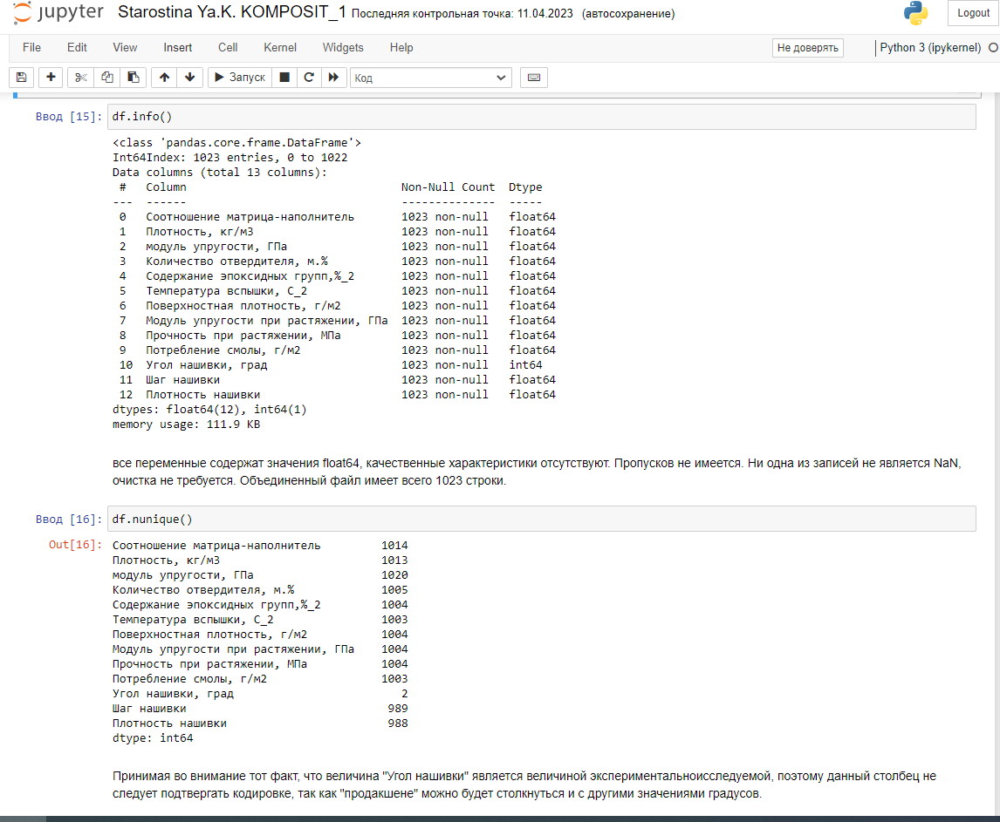 jupyter Starostina Ya.K. KOMPOSIT_1 Последняя контрольная точка: 11.04.2023 (автосохранение)
Logout
File Edit View Insert Cell Kernel Widgets Help
Не доверять
Python 3 (ipykernel)
Запуск
Код
Ввод [15]: df.info()
<class 'pandas.core.frame.DataFrame'>
Int64Index: 1023 entries, 0 to 1022
Data columns (total 13 columns):
# Column Non-Null Count Dtype
--- ------ -------------- -----
0 Соотношение матрица-наполнитель 1023 non-null float64
1 Плотность, кг/м3 1023 non-null float64
2 модуль упругости, ГПа 1023 non-null float64
3 Количество отвердителя, м.% 1023 non-null float64
4 Содержание эпоксидных групп,%_2 1023 non-null float64
5 Температура вспышки, С_2 1023 non-null float64
6 Поверхностная плотность, г/м2 1023 non-null float64
7 Модуль упругости при растяжении, ГПа 1023 non-null float64
8 Прочность при растяжении, МПа 1023 non-null float64
9 Потребление смолы, г/м2 1023 non-null float64
10 Угол нашивки, град 1023 non-null int64
11 Шаг нашивки 1023 non-null float64
12 Плотность нашивки 1023 non-null float64
dtypes: float64(12), int64(1)
memory usage: 111.9 KB
все переменные содержат значения float64, качественные характеристики отсутствуют. Пропусков не имеется. Ни одна из записей не является NaN,
очистка не требуется. Объединенный файл имеет всего 1023 строки.
Ввод [16]: df.nunique()
Out[16]: Соотношение матрица-наполнитель 1014
Плотность, кг/м3 1013
модуль упругости, ГПа 1020
Количество отвердителя, м.% 1005
Содержание эпоксидных групп,%_2 1004
Температура вспышки, С_2 1003
Поверхностная плотность, г/м2 1004
Модуль упругости при растяжении, ГПа 1004
Прочность при растяжении, МПа 1004
Потребление смолы, г/м2 1003
Угол нашивки, град 2
Шаг нашивки 989
Плотность нашивки 988
dtype: int64
Принимая во внимание тот факт, что величина "Угол нашивки" является величиной экспериментальноисследуемой, поэтому данный столбец не
следует подтвергать кодировке, так как "продакшене" можно будет столкнуться и с другими значениями градусов.